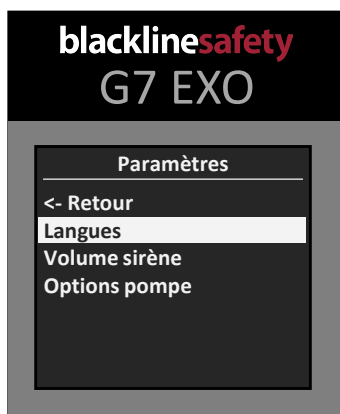 blacklinesafety
G7 EXO
Paramètres
<- Retour
Langues
Volume sirène
Options pompe